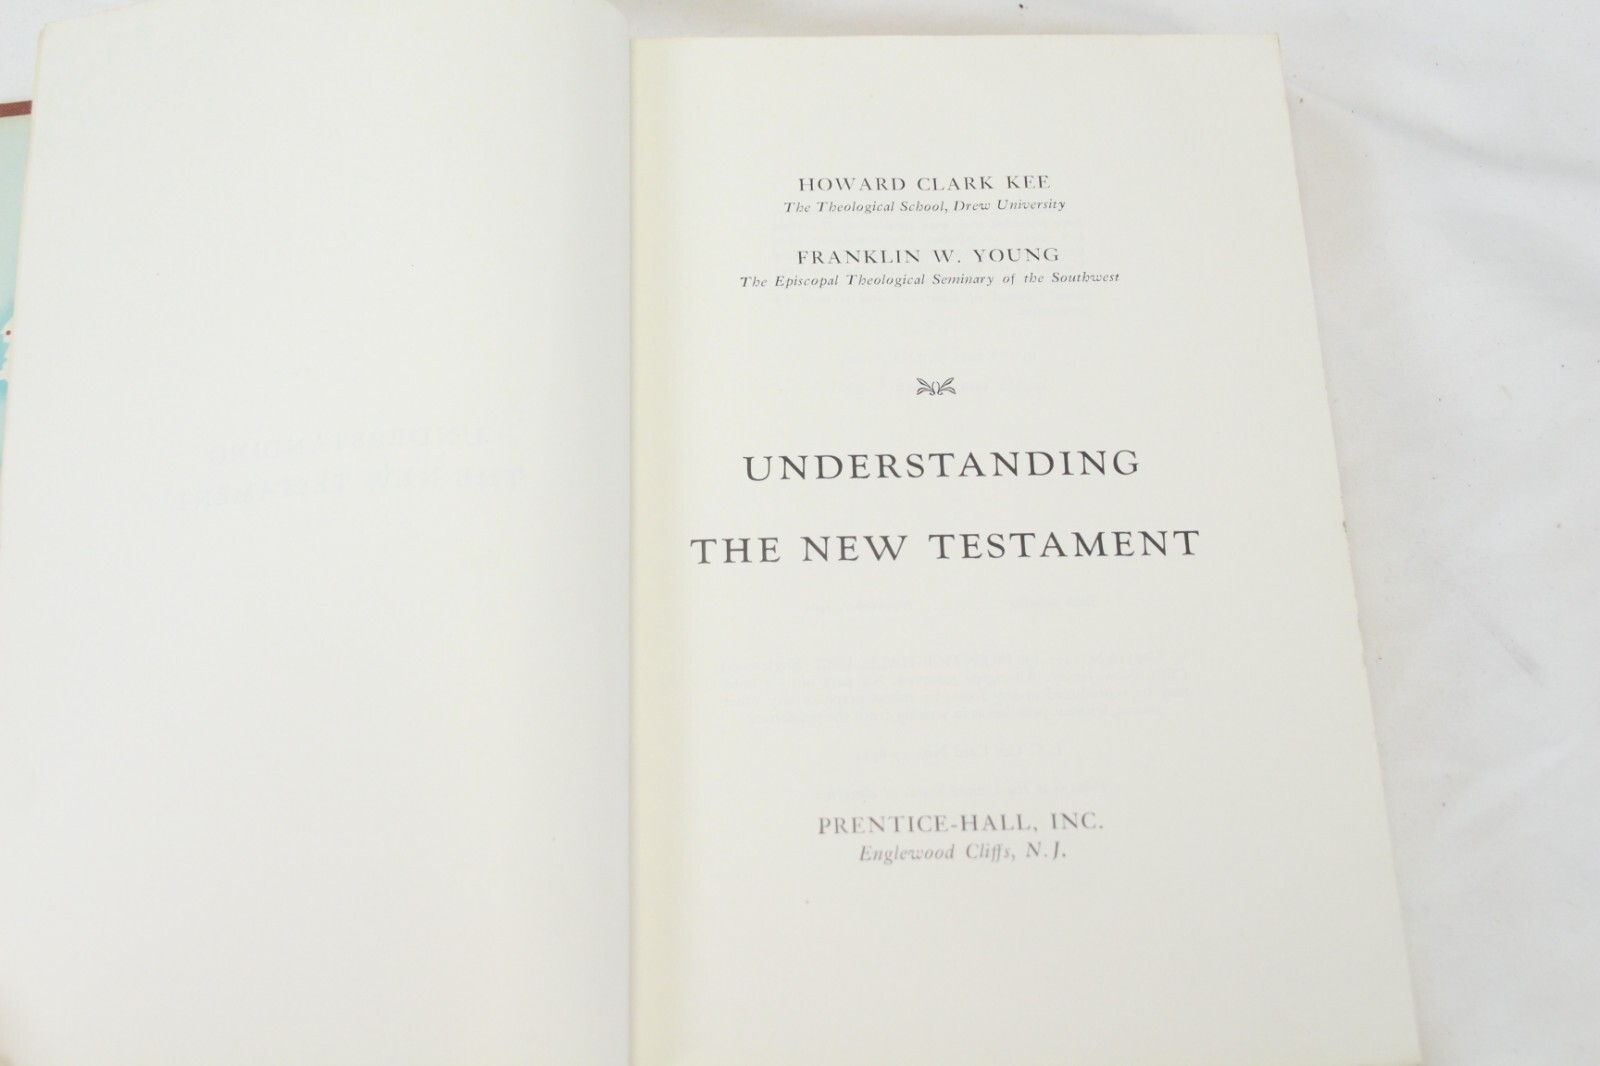 HOWARD CLARK KEE
The Theological School, Drew University
FRANKLIN W. YOUNG
The Episcopal Theological Seminary of the Southwest
UNDERSTANDING
THE NEW TESTAMENT
PRENTICE-HALL, INC.
Englewood Cliffs, N.J.